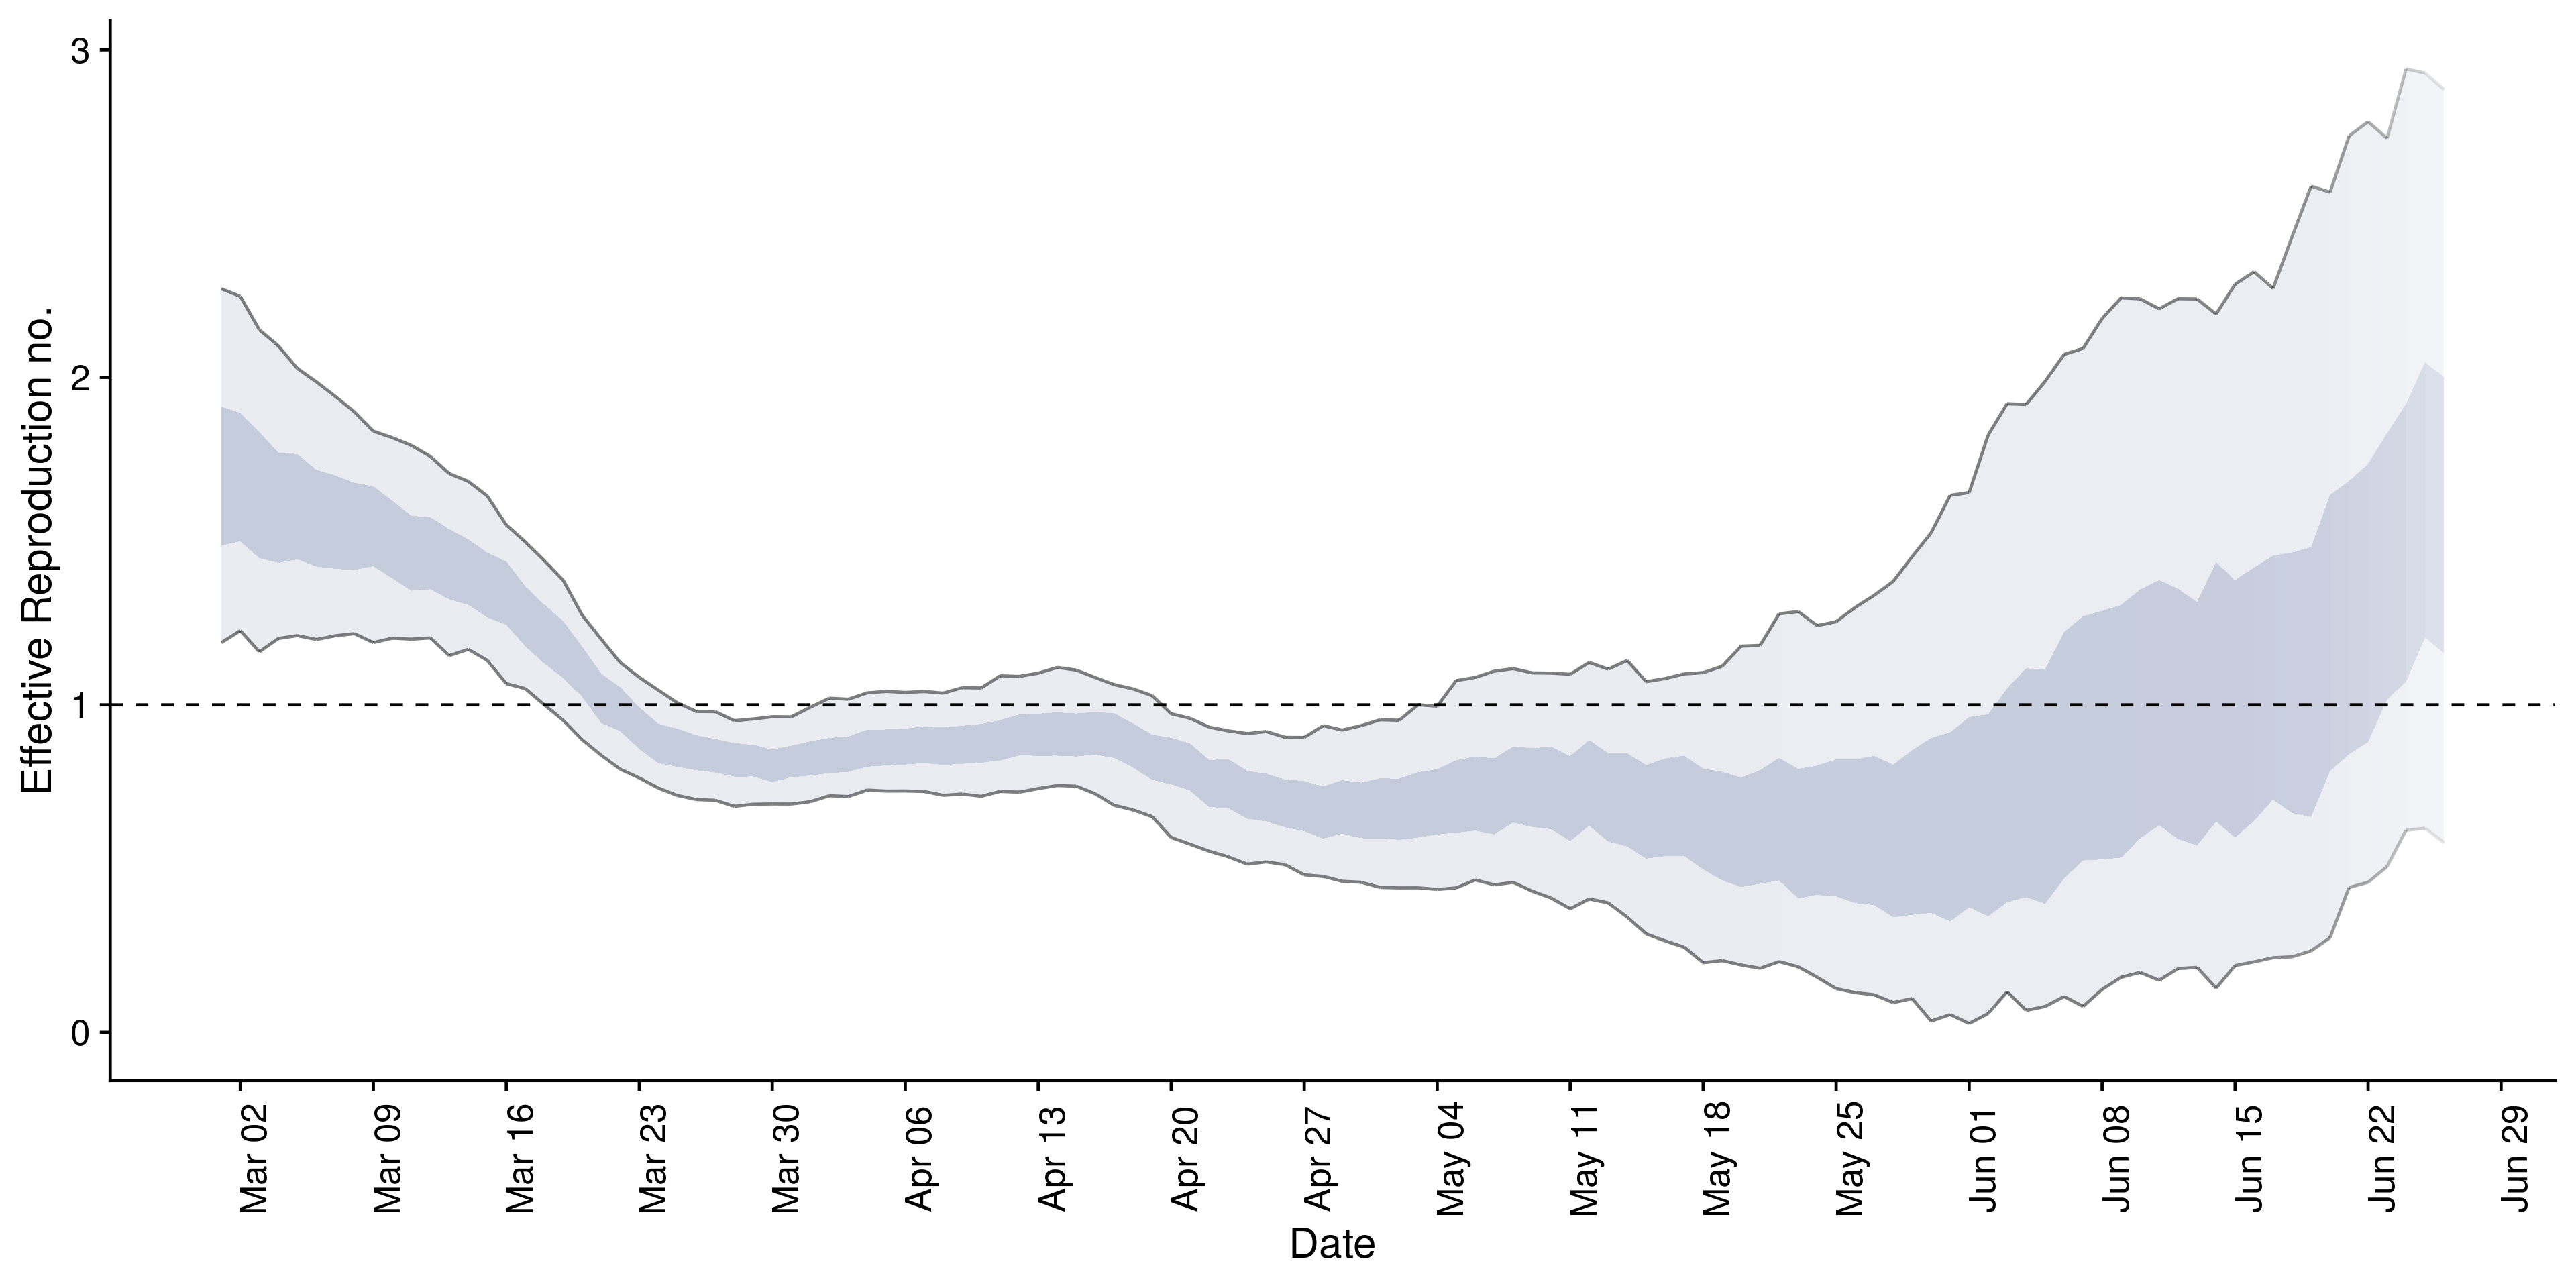 Effective Reproduction no.
3
2
1
0
Mar 02
Mar 09
Mar 16
Mar 23
Mar 30
Apr 06
Apr 13
Apr 20
Apr 27
May 04
May 11
May 18
May 25
Jun 01
Jun 08
Jun 15
Jun 22
Jun 29
Date